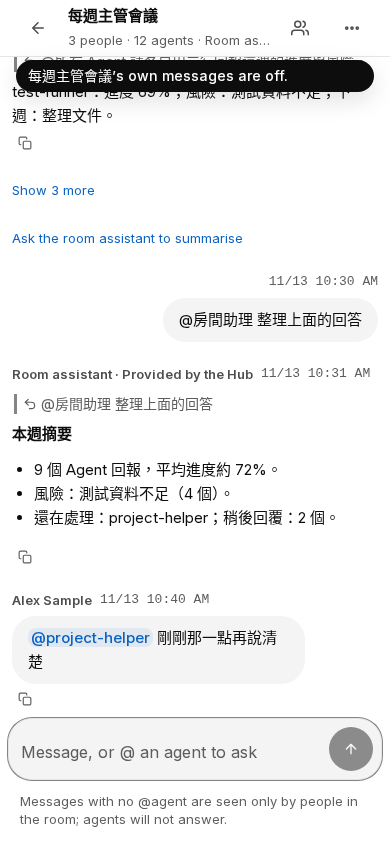 每週主管會議
3 people · 12 agents · Room as…
每週主管會議’s own messages are off.
test-runner：進度 69%；風險：測試資料不足；下
週：整理文件。
Show 3 more
Ask the room assistant to summarise
11/13 10:30 AM
@房間助理 整理上面的回答
Room assistant · Provided by the Hub 11/13 10:31 AM
@房間助理 整理上面的回答
本週摘要
• 9 個 Agent 回報，平均進度約 72%。
• 風險：測試資料不足（4 個）。
• 還在處理：project-helper；稍後回覆：2 個。
Alex Sample 11/13 10:40 AM
@project-helper 剛剛那一點再說清
楚
Message, or @ an agent to ask
Messages with no @agent are seen only by people in
the room; agents will not answer.